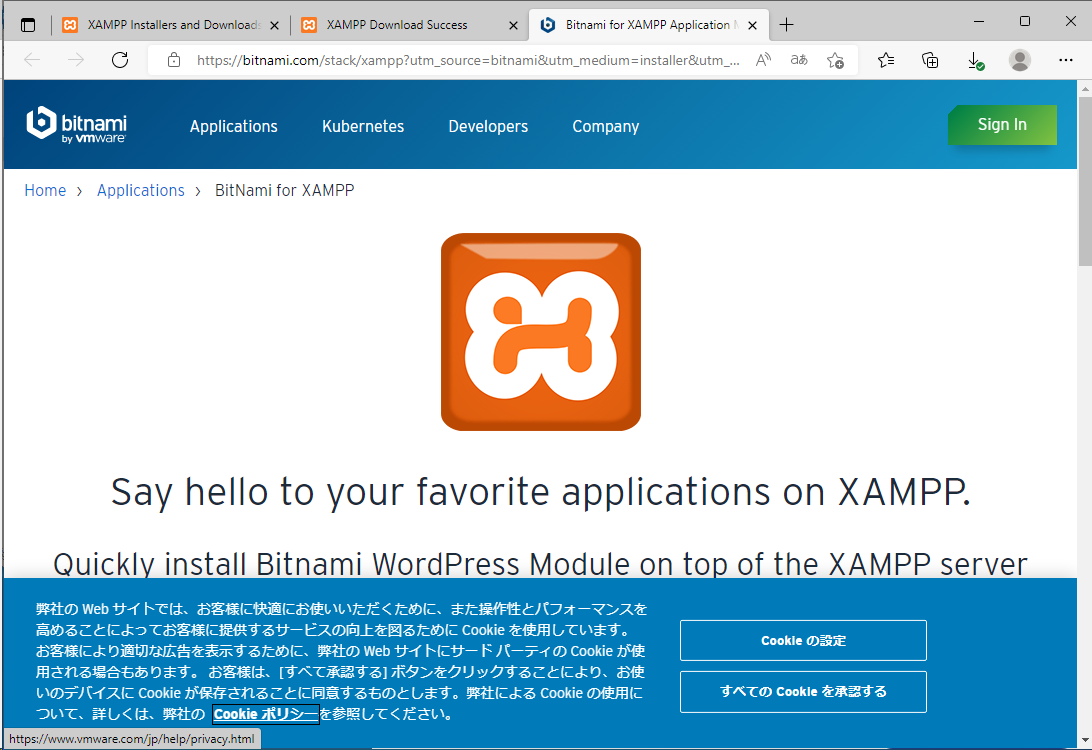 XAMPP Installers and Downloads
XAMPP Download Success
Bitnami for XAMPP Application
https://bitnami.com/stack/xampp?utm_source=bitnami&utm_medium=installer&utm_...
A
aあ
bitnami
by vmware
Applications
Kubernetes
Developers
Company
Sign In
Home > Applications > BitNami for XAMPP
Say hello to your favorite applications on XAMPP.
Quickly install Bitnami WordPress Module on top of the XAMPP server
弊社の Web サイトでは、お客様に快適にお使いいただくために、また操作性とパフォーマンスを
高めることによってお客様に提供するサービスの向上を図るために Cookie を使用しています。
お客様により適切な広告を表示するために、弊社の Web サイトにサード パーティの Cookie が使
用される場合もあります。 お客様は、[すべて承認する] ボタンをクリックすることにより、お使
いのデバイスに Cookie が保存されることに同意するものとします。弊社による Cookie の使用に
ついて、詳しくは、弊社の Cookie ポリシーを参照してください。
Cookie の設定
すべての Cookie を承認する
https://www.vmware.com/jp/help/privacy.html